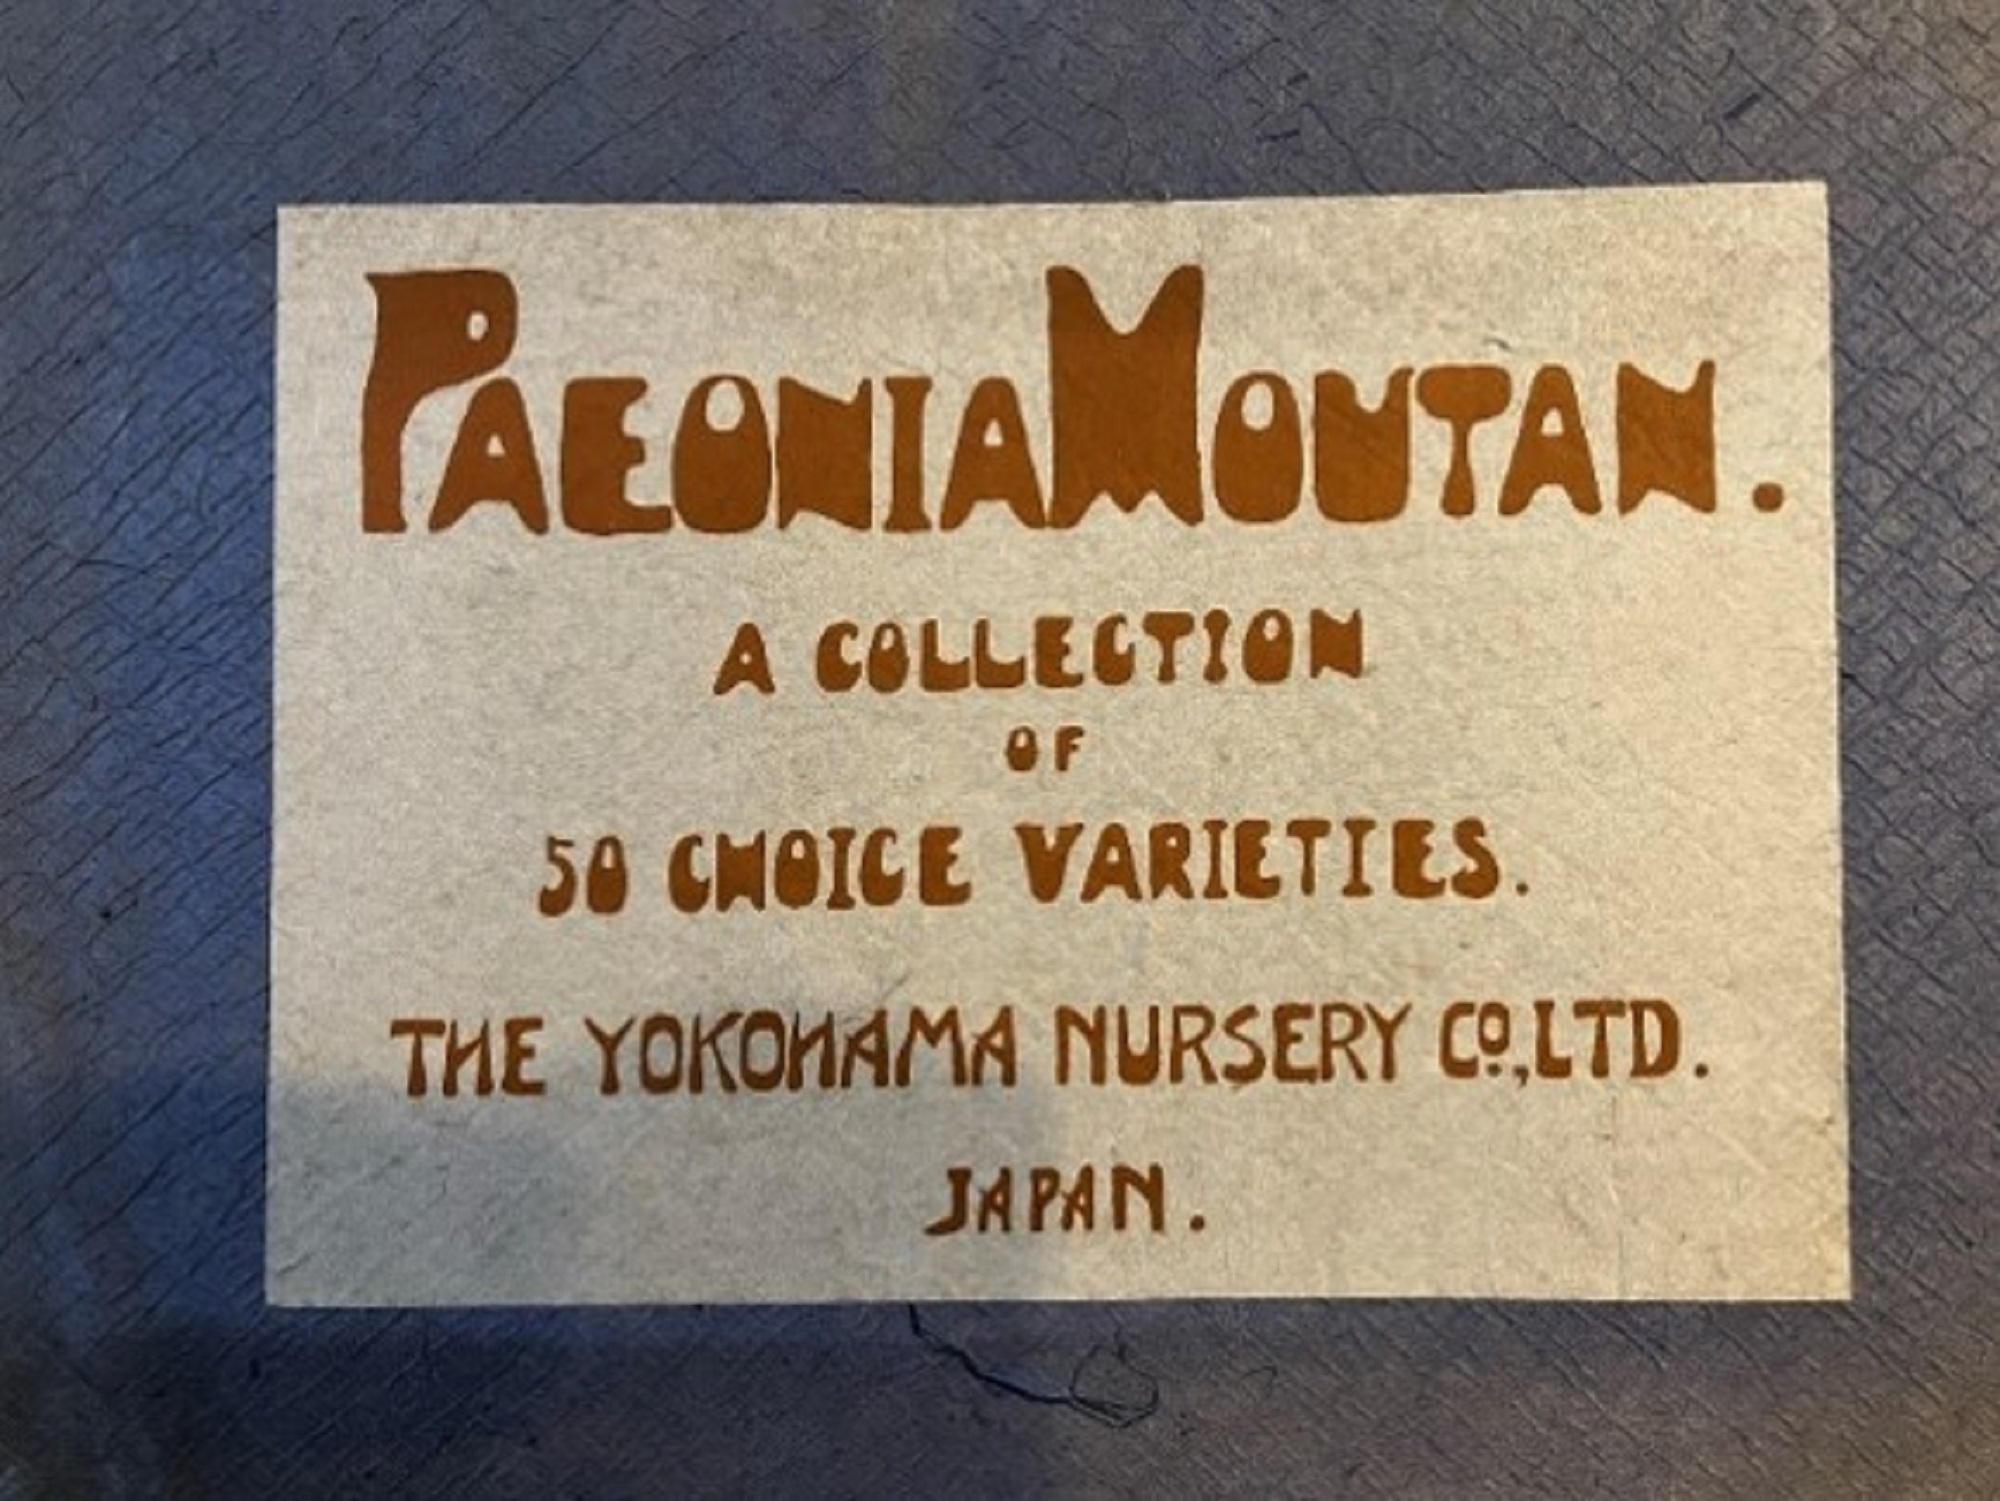 PAEONIA MOUTAN.
A COLLECTION
OF
50 CHOICE VARIETIES.
THE YOKOHAMA NURSERY Co., LTD.
JAPAN.